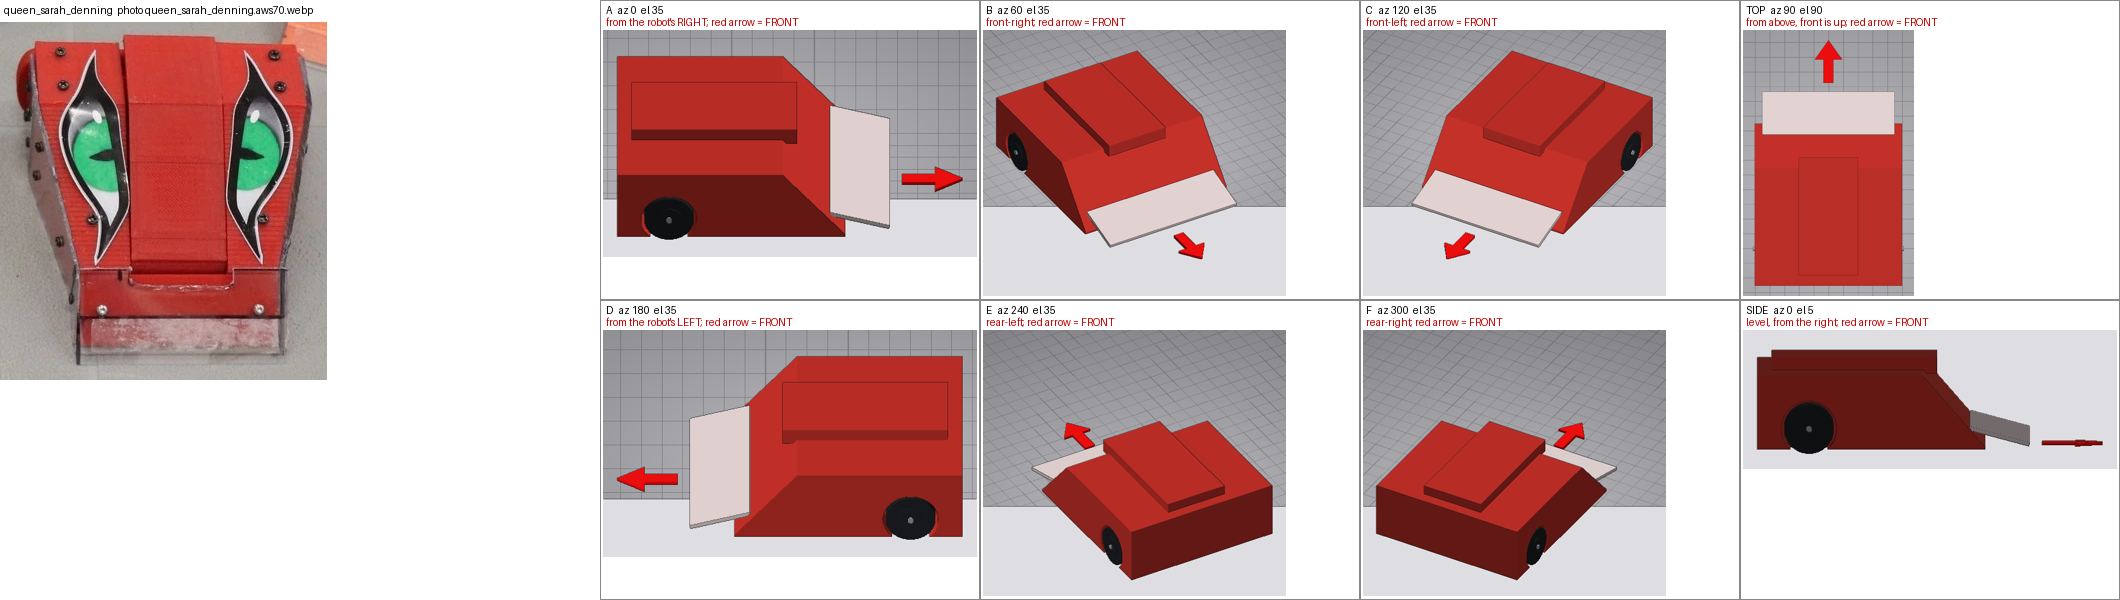 queen_sarah_denning photo queen_sarah_denning.aws70.webp
A az 0 el 35
from the robot's RIGHT; red arrow = FRONT
B az 60 el 35
front-right; red arrow = FRONT
C az 120 el 35
front-left; red arrow = FRONT
TOP az 90 el 90
from above, front is up; red arrow = FRONT
D az 180 el 35
from the robot's LEFT; red arrow = FRONT
E az 240 el 35
rear-left; red arrow = FRONT
F az 300 el 35
rear-right; red arrow = FRONT
SIDE az 0 el 5
level, from the right; red arrow = FRONT